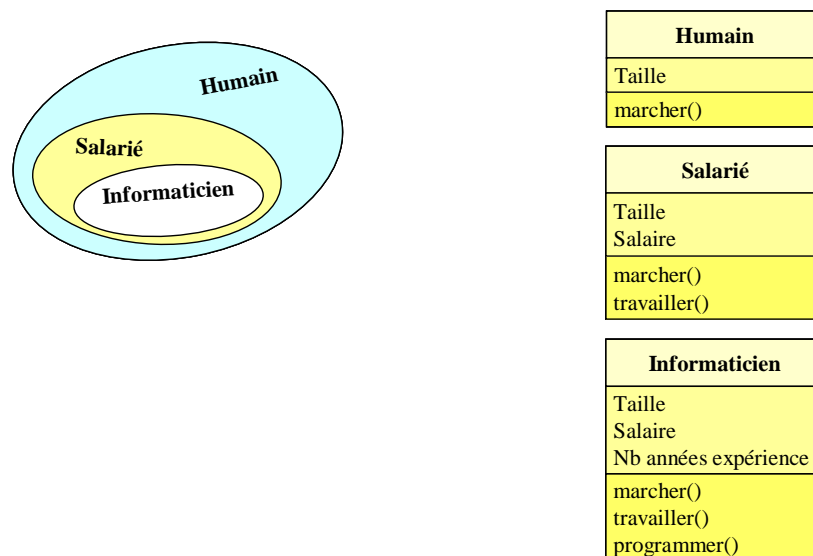 Humain
Salarié
Informaticien
Humain
Taille
marcher()
Salarié
Taille
Salaire
marcher()
travailler()
Informaticien
Taille
Salaire
Nb années expérience
marcher()
travailler()
programmer()